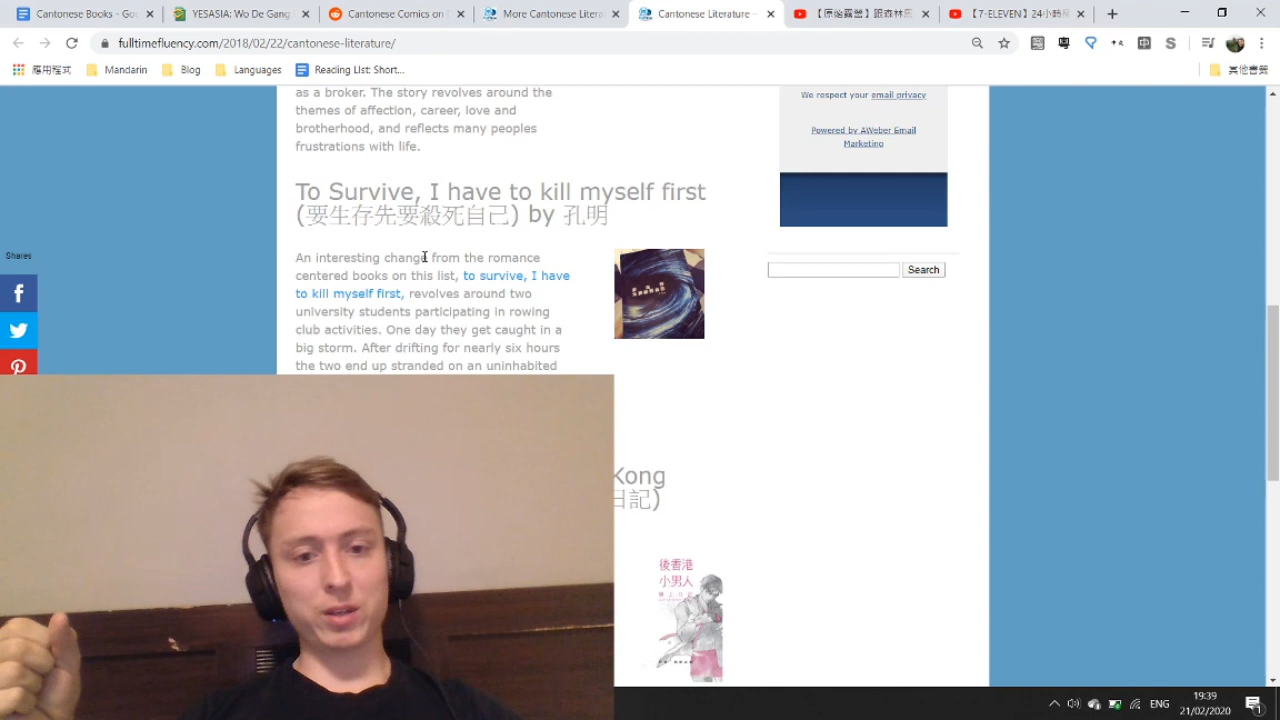 Cantonese Docs - Goo
YESASIA: Wo De Gang
Cantonese Comics on
More Cantonese Literat
Cantonese Literature –
【7-ELEVEN】24小時
fulltimefluency.com/2018/02/22/cantonese-literature/
應用程式
Mandarin
Blog
Languages
Reading List: Short...
其他書籤
as a broker. The story revolves around the
themes of affection, career, love and
brotherhood, and reflects many peoples
frustrations with life.
We respect your email privacy
Powered by AWeber Email
Marketing
To Survive, I have to kill myself first
(要生存先要殺死自己) by 孔明
Shares
An interesting change from the romance
centered books on this list, to survive, I have
to kill myself first, revolves around two
university students participating in rowing
club activities. One day they get caught in a
big storm. After drifting for nearly six hours
the two end up stranded on an uninhabited
Search
Kong
日記)
後香港
小男人
ENG
19:39
21/02/2020